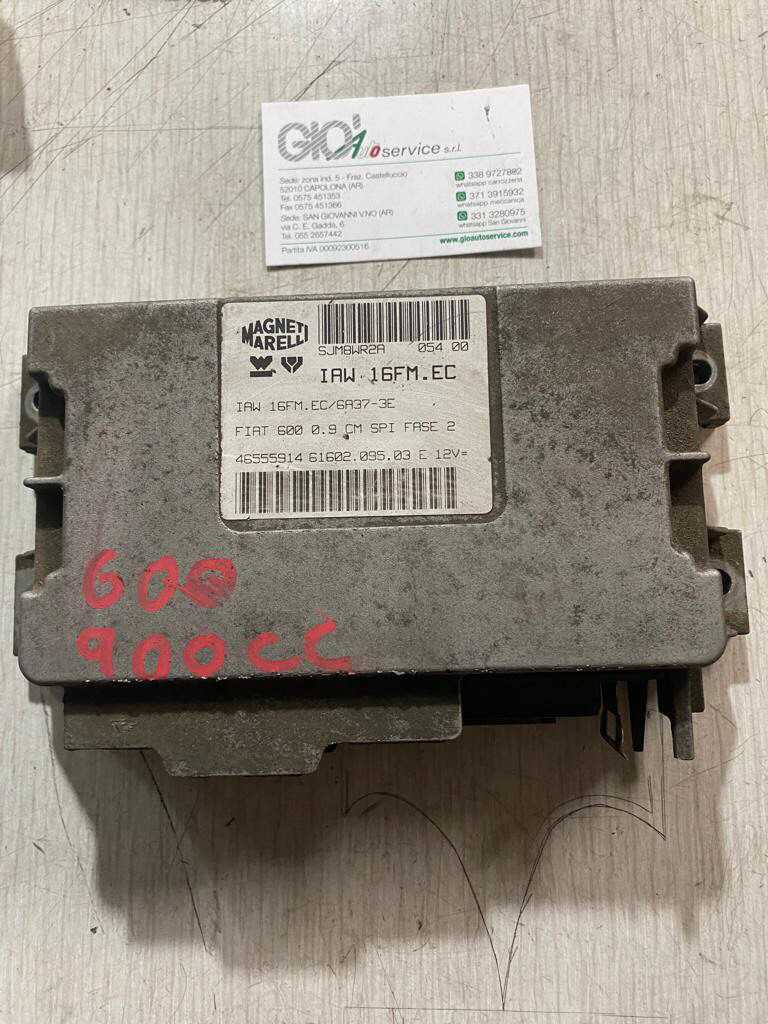 GIO' Auto service s.r.l.
Sede: zona ind. 5 - Fraz. Castelluccio
52010 CAPOLONA (AR)
Tel. 0575 451353
Fax 0575 451366
Sede: SAN GIOVANNI V.NO (AR)
via C. E. Gadda, 6
Tel. 055 2657442
Partita IVA 00092300516
338 9727802
whatsapp carrozzeria
371 3915932
whatsapp meccanica
331 3280975
whatsapp San Giovanni
www.gioautoservice.com
MAGNETI
MARELLI
SJM8WR2A 054 00
IAW 16FM.EC
IAW 16FM.EC/6A37-3E
FIAT 600 0.9 CM SPI FASE 2
46555914 61602.095.03 E 12V=
600
900CC